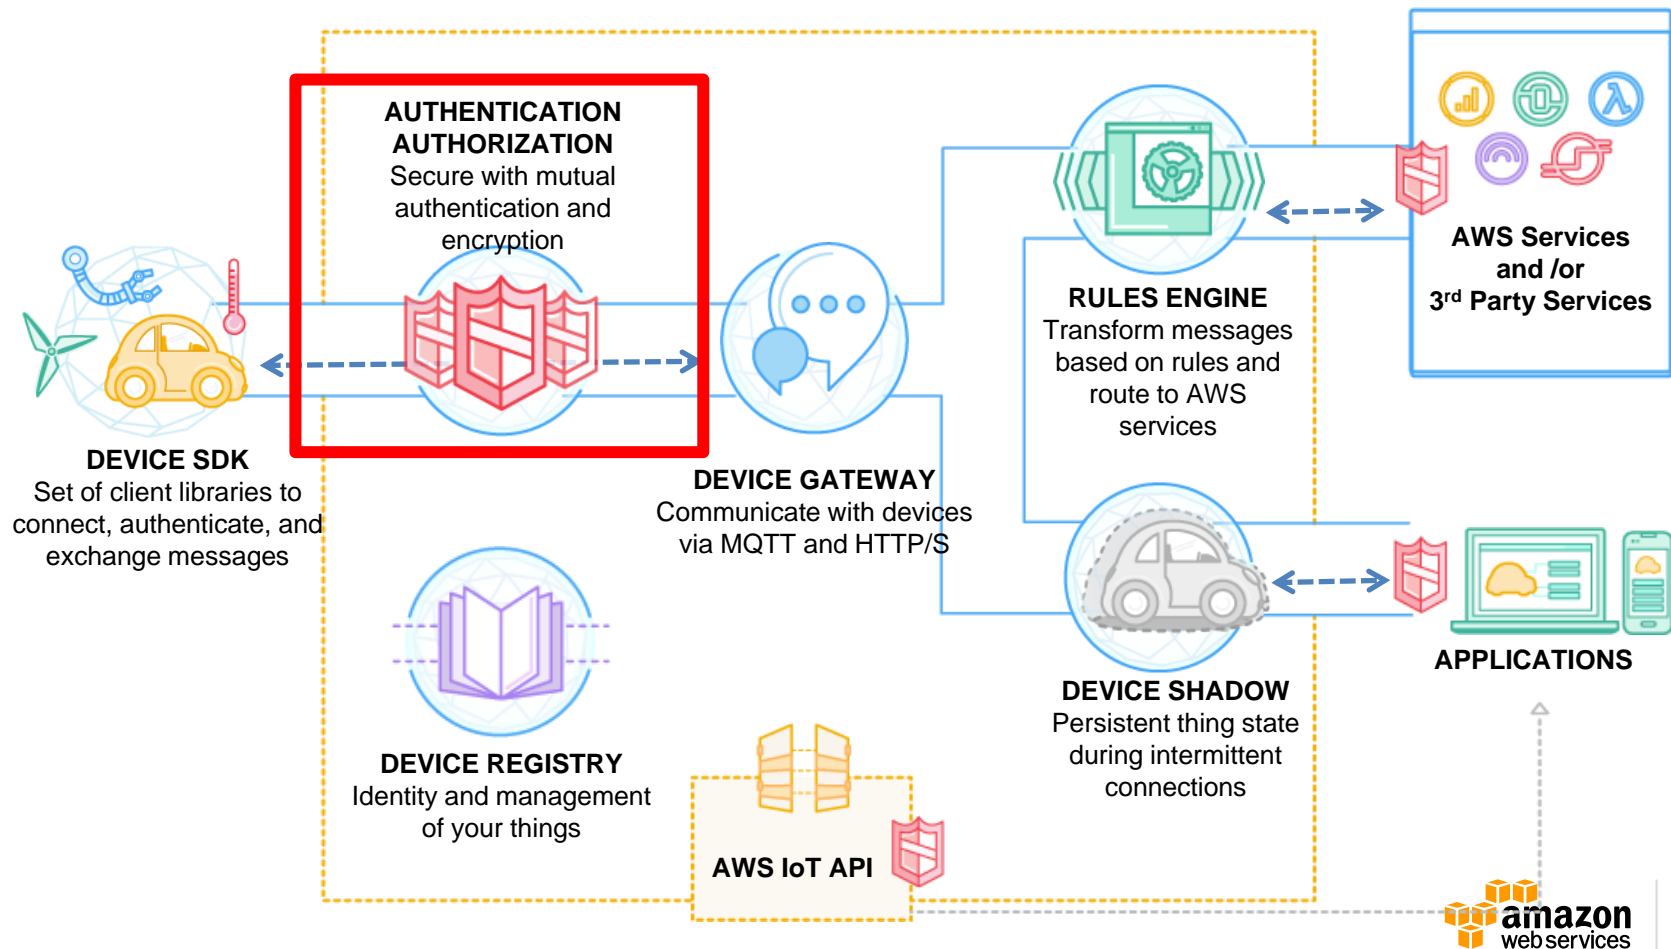 AUTHENTICATION
AUTHORIZATION
Secure with mutual
authentication and
encryption
DEVICE SDK
Set of client libraries to
connect, authenticate, and
exchange messages
DEVICE GATEWAY
Communicate with devices
via MQTT and HTTP/S
RULES ENGINE
Transform messages
based on rules and
route to AWS
services
AWS Services
and /or
3rd Party Services
DEVICE REGISTRY
Identity and management
of your things
DEVICE SHADOW
Persistent thing state
during intermittent
connections
APPLICATIONS
AWS IoT API
amazon
web services